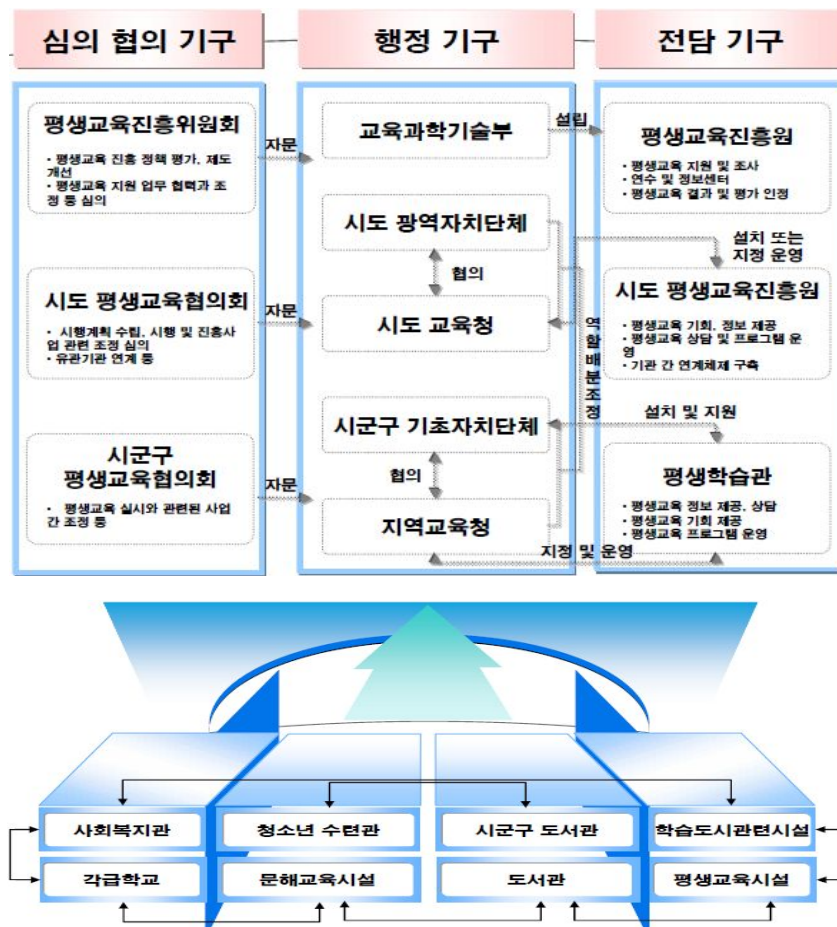 심의 협의 기구
행정 기구
전담 기구
평생교육진흥위원회
• 평생교육 진흥 정책 평가, 제도
개선
• 평생교육 지원 업무 협력과 조
정 등 심의
자문
교육과학기술부
설립
평생교육진흥원
• 평생교육 지원 및 조사
• 연수 및 정보센터
• 평생교육 결과 및 평가 인정
시도 광역자치단체
협의
시도 교육청
설치 또는
지정 운영
시도 평생교육협의회
• 시행계획 수립, 시행 및 진흥사
업 관련 조정 심의
• 유관기관 연계 등
자문
역할배분조정
시도 평생교육진흥원
• 평생교육 기회, 정보 제공
• 평생교육 상담 및 프로그램 운
영
• 기관 간 연계체제 구축
시군구 기초자치단체
협의
지역교육청
설치 및 지원
시군구
평생교육협의회
• 평생교육 실시와 관련된 사업
간 조정 등
자문
평생학습관
• 평생교육 정보 제공, 상담
• 평생교육 기회 제공
• 평생교육 프로그램 운영
지정 및 운영
사회복지관
청소년 수련관
시군구 도서관
학습도시관련시설
각급학교
문해교육시설
도서관
평생교육시설